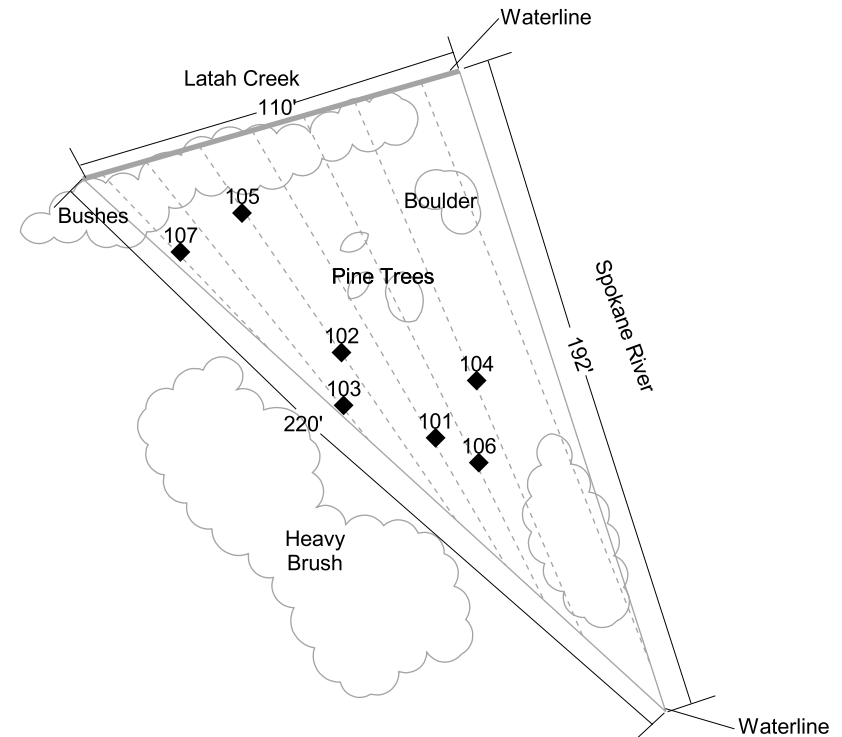 Waterline
Latah Creek
110'
105
Boulder
Bushes
107
Pine Trees
Spokane River
102
192'
104
103
220'
101
106
Heavy
Brush
Waterline